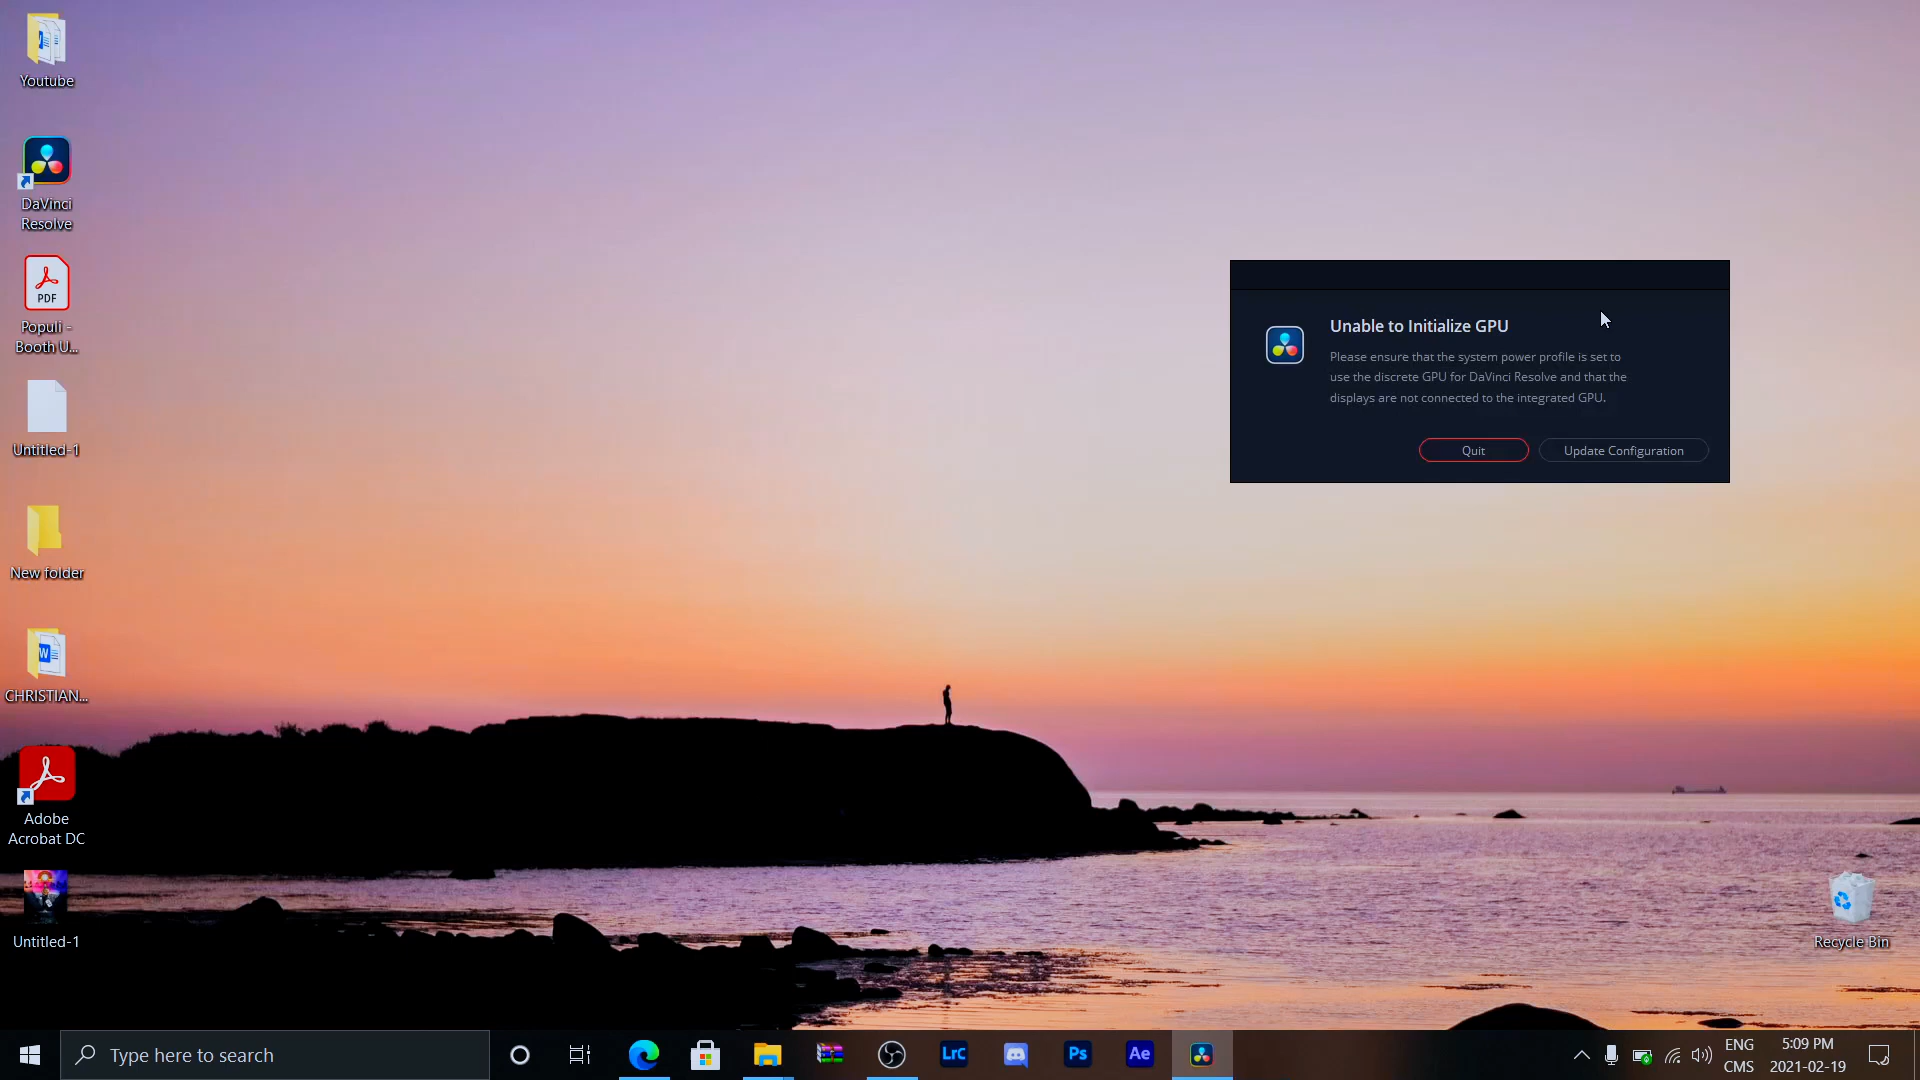 Youtube
DaVinci
Resolve
PDF
Populi -
Booth U...
Untitled-1
New folder
W
CHRISTIAN...
Adobe
Acrobat DC
Untitled-1
Unable to Initialize GPU
Please ensure that the system power profile is set to
use the discrete GPU for DaVinci Resolve and that the
displays are not connected to the integrated GPU.
Quit
Update Configuration
Recycle Bin
Type here to search
LrC
Ps
Ae
ENG
CMS
5:09 PM
2021-02-19